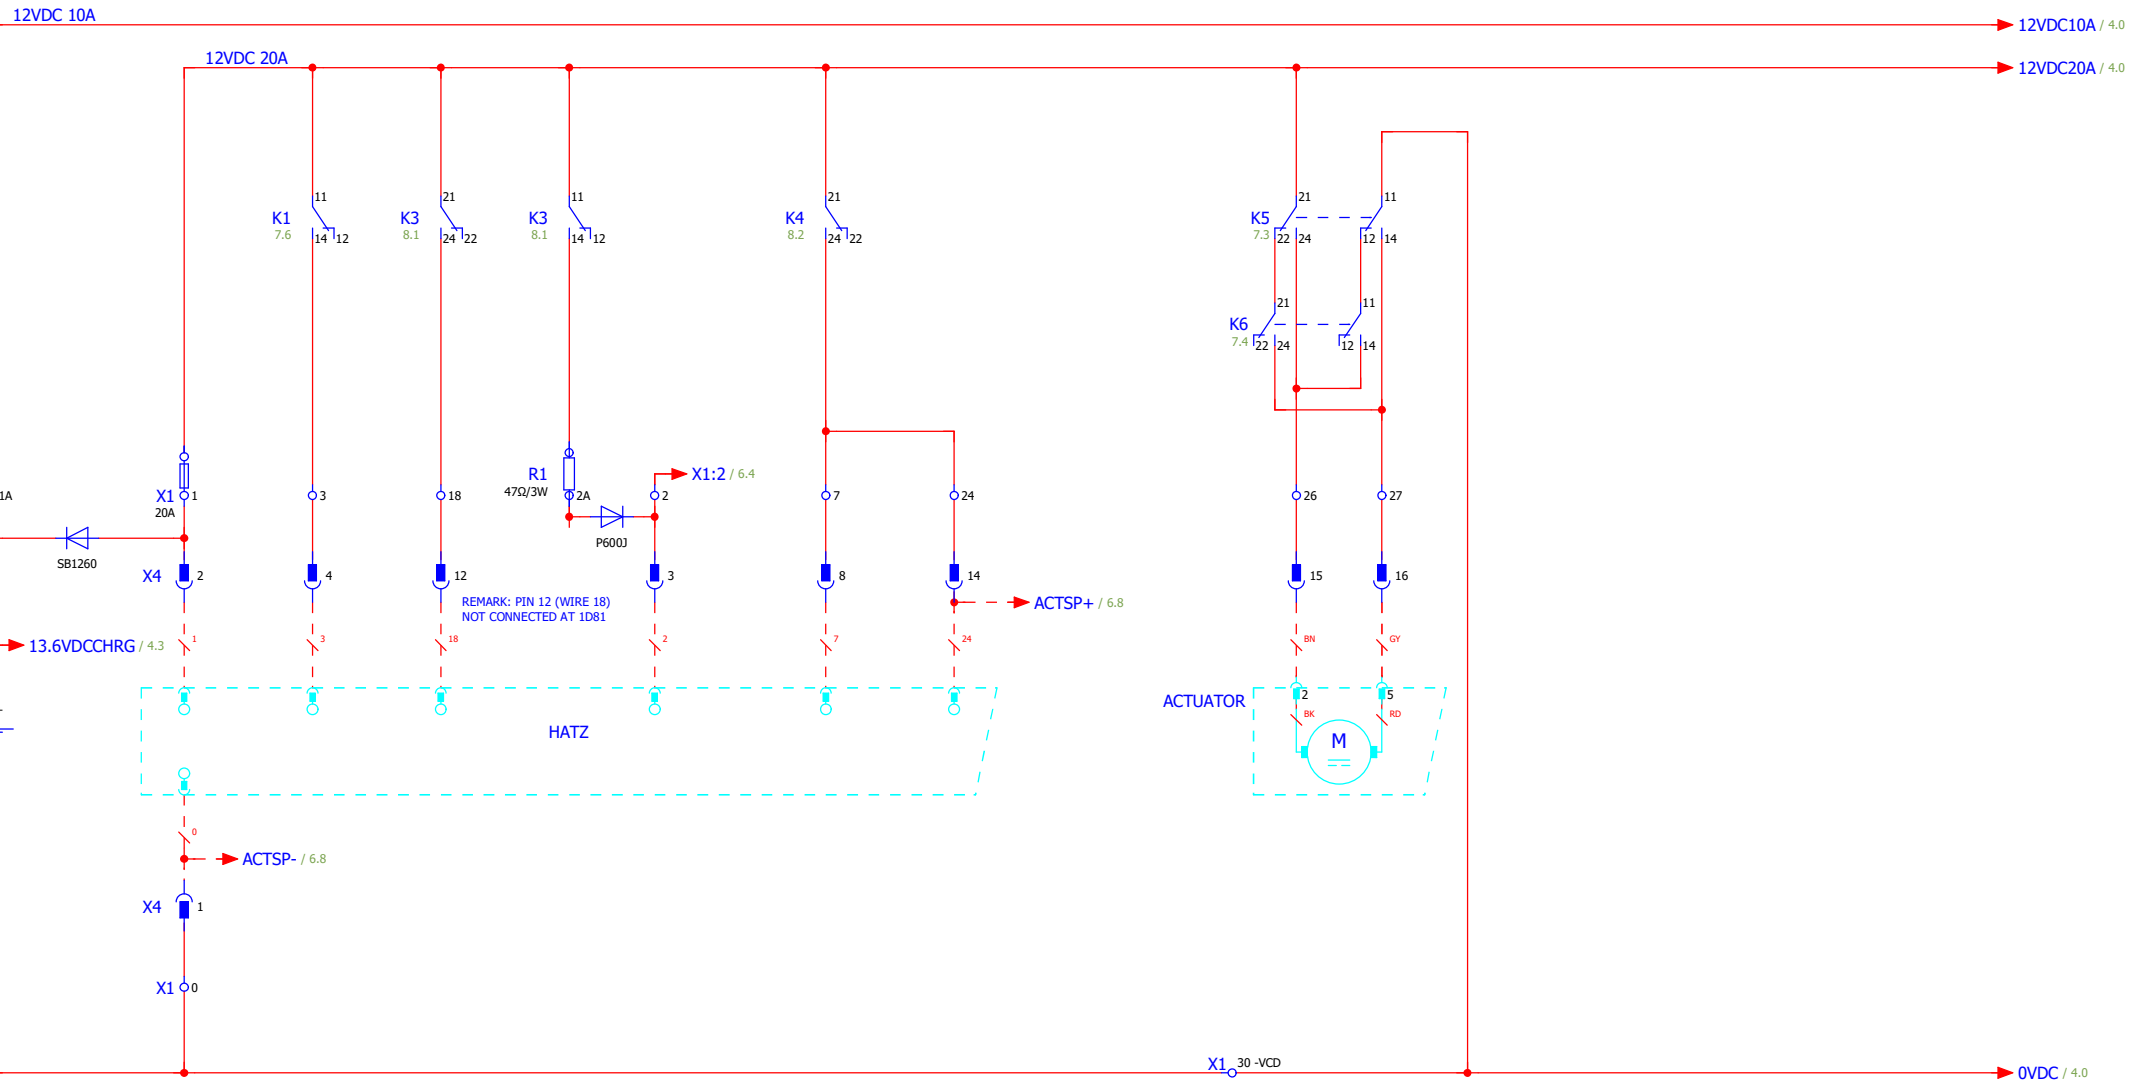 12VDC 10A
12VDC10A / 4.0
12VDC 20A
12VDC20A / 4.0
11
21
11
21
21
11
K1
7.6
14
12
K3
8.1
24
22
K3
8.1
14
12
K4
8.2
24
22
K5
7.3
22
24
12
14
21
11
K6
7.4
22
24
12
14
R1
47Ω/3W
X1:2 / 6.4
1A
X1
20A
1
3
18
2A
2
7
24
26
27
SB1260
P600J
X4
2
4
12
3
8
14
15
16
REMARK: PIN 12 (WIRE 18)
NOT CONNECTED AT 1D81
ACTSP+ / 6.8
13.6VDCCHRG / 4.3
1
3
18
2
7
24
BN
GY
HATZ
ACTUATOR
2
5
BK
RD
M
0
ACTSP- / 6.8
X4
1
X1
0
X1
30 -VCD
0VDC / 4.0